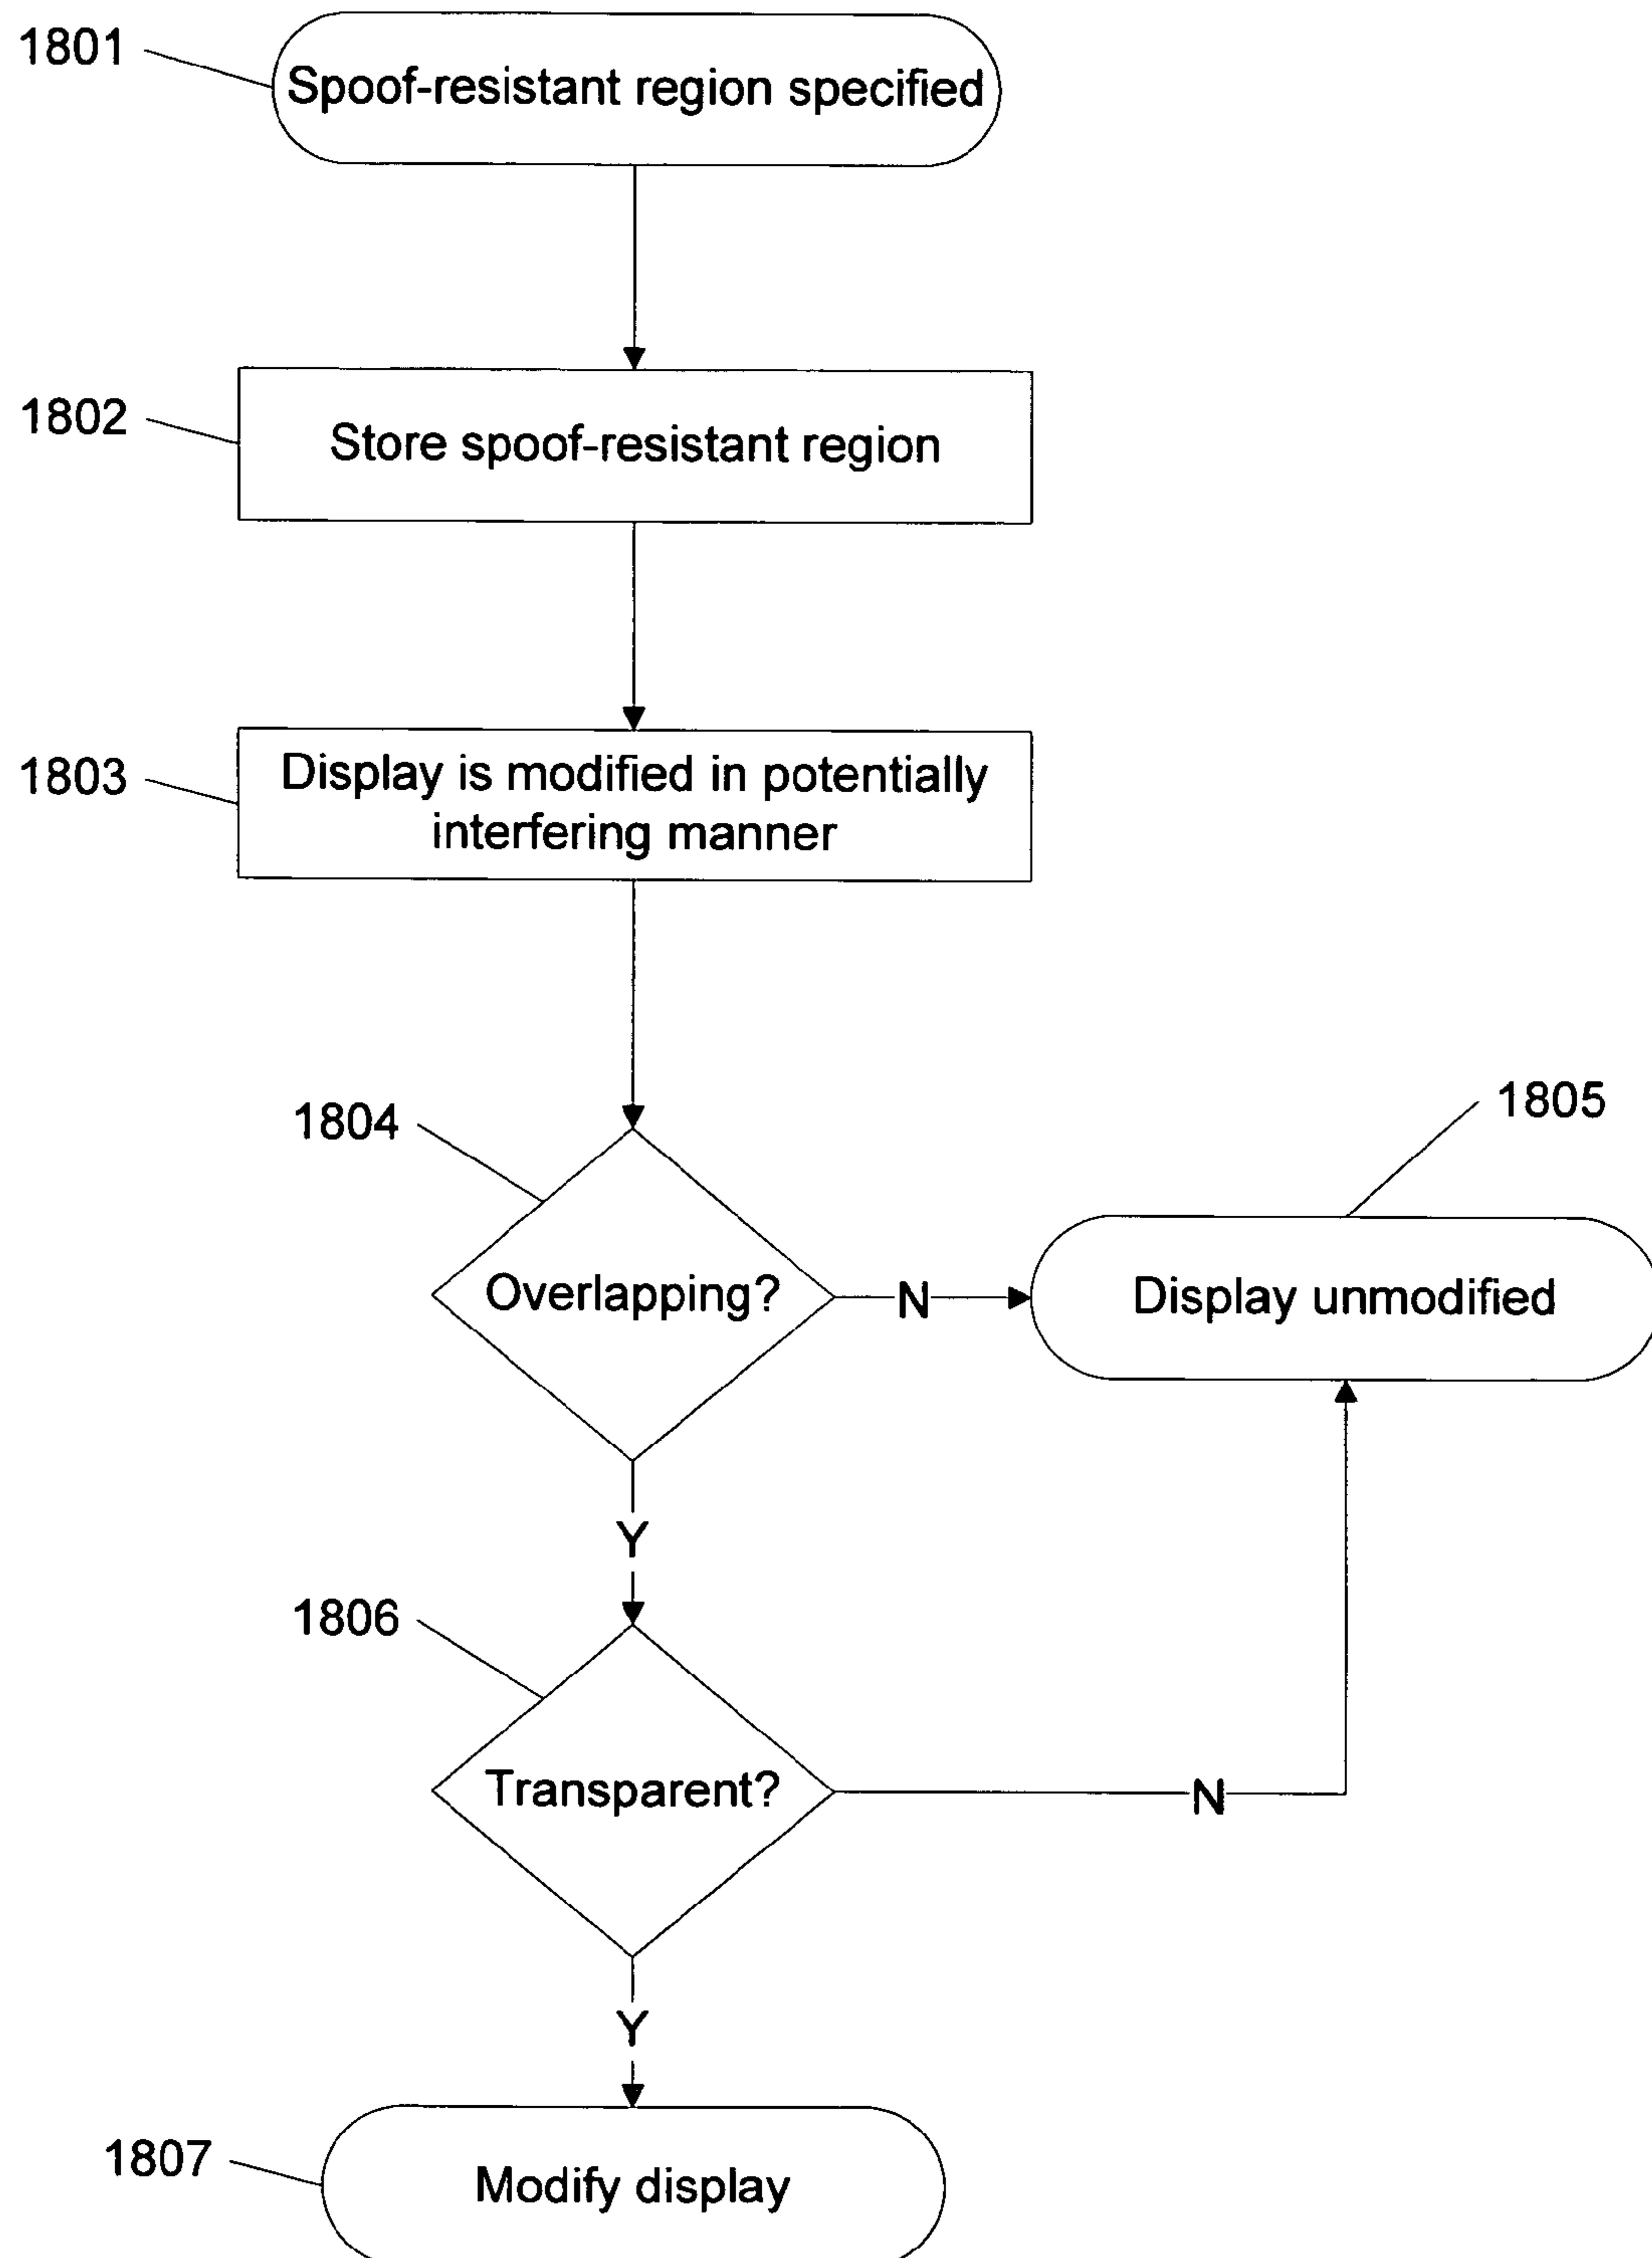 1801
Spoof-resistant region specified
1802
Store spoof-resistant region
1803
Display is modified in potentially
interfering manner
1804
Overlapping?
N
1805
Display unmodified
Y
1806
Transparent?
N
Y
1807
Modify display